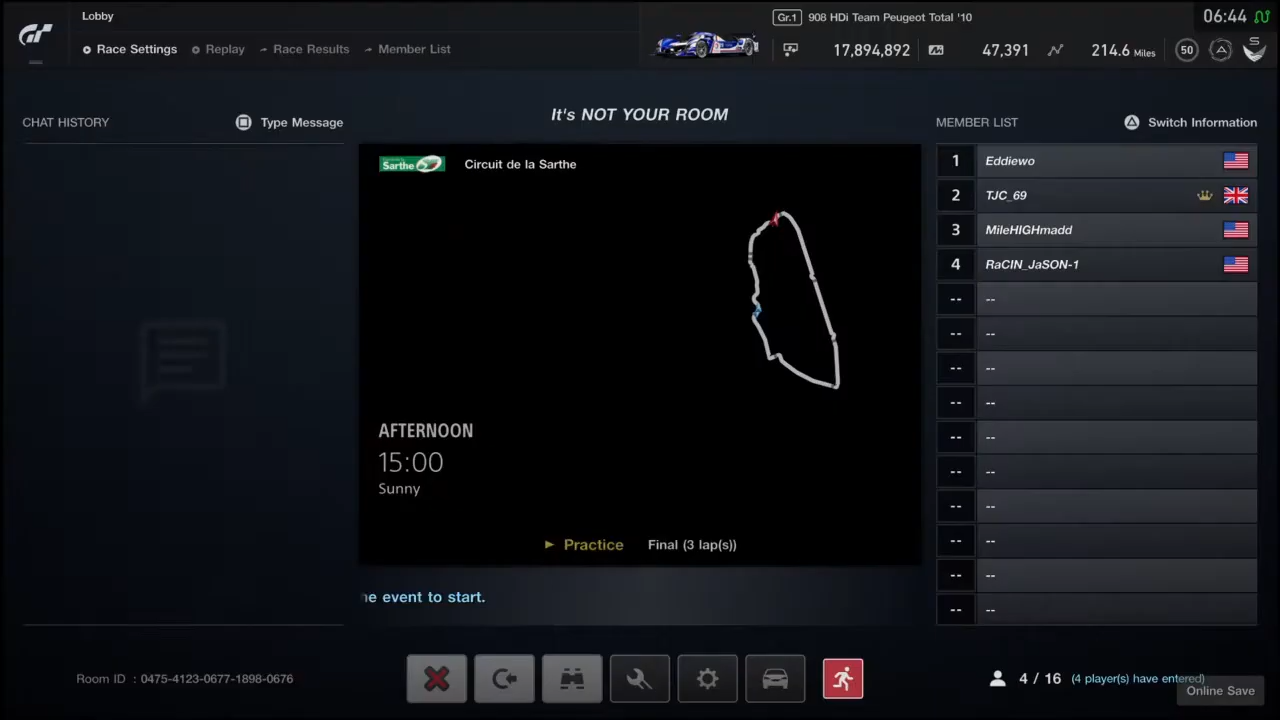 Lobby
Gr.1 908 HDi Team Peugeot Total '10
06:44
Race Settings Replay Race Results Member List
17,894,892 47,391 214.6 Miles 50 S
CHAT HISTORY Type Message
It's NOT YOUR ROOM
MEMBER LIST Switch Information
Sarthe Circuit de la Sarthe
1 Eddiewo
2 TJC_69
3 MileHIGHmadd
4 RaCIN_JaSON-1
-- --
-- --
-- --
-- --
-- --
-- --
-- --
-- --
-- --
-- --
AFTERNOON
15:00
Sunny
Practice Final (3 lap(s))
e event to start.
Room ID : 0475-4123-0677-1898-0676
4 / 16 (4 player(s) have entered)
Online Save